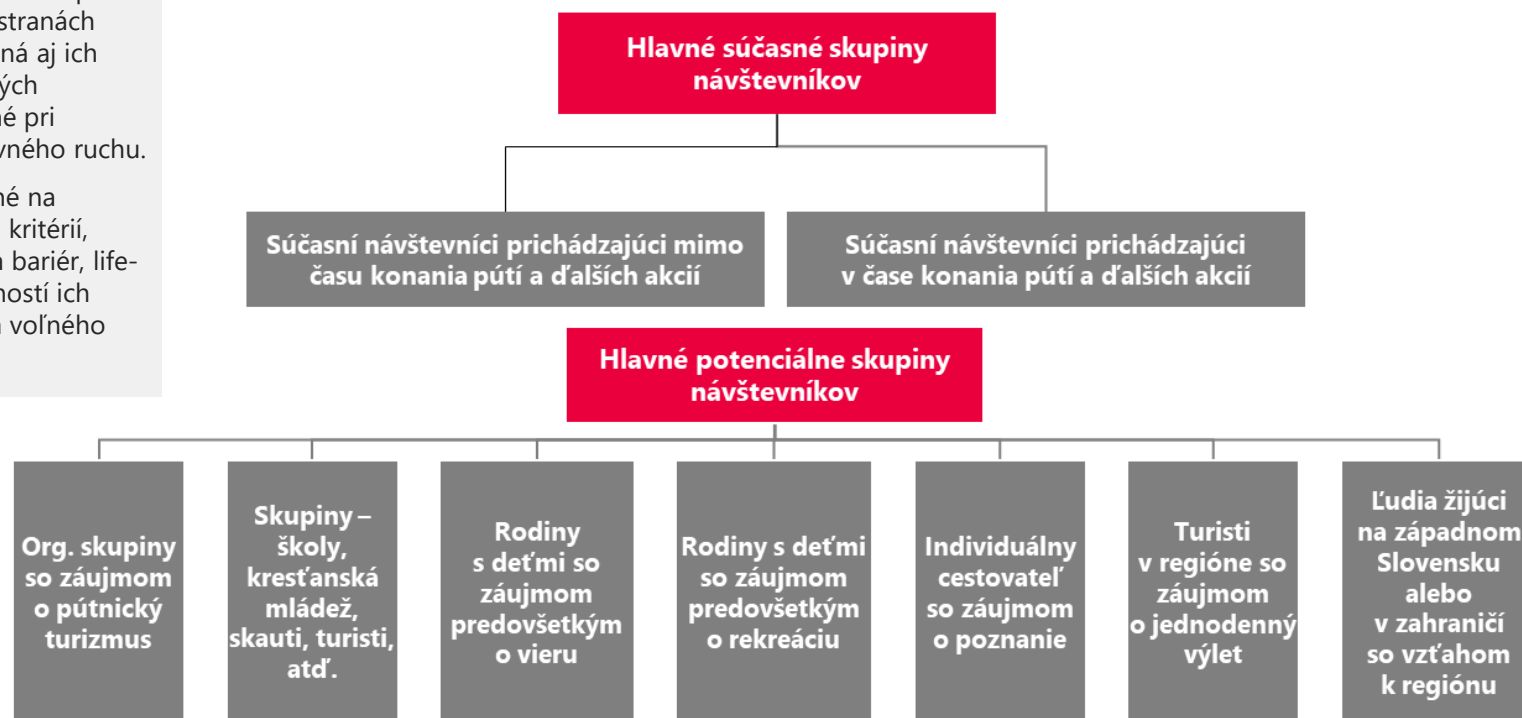 stranách
ná aj ich
ých
é pri
vného ruchu.
né na
kritérií,
bariér, life-
ností ich
voľného
Hlavné súčasné skupiny
návštevníkov
Súčasní návštevníci prichádzajúci mimo
času konania pútí a ďalších akcií
Súčasní návštevníci prichádzajúci
v čase konania pútí a ďalších akcií
Hlavné potenciálne skupiny
návštevníkov
Org. skupiny
so záujmom
o pútnický
turizmus
Skupiny –
školy,
kresťanská
mládež,
skauti, turisti,
atď.
Rodiny
s deťmi so
záujmom
predovšetkým
o vieru
Rodiny s deťmi
so záujmom
predovšetkým
o rekreáciu
Individuálny
cestovateľ
so záujmom
o poznanie
Turisti
v regióne so
záujmom
o jednodenný
výlet
Ľudia žijúci
na západnom
Slovensku
alebo
v zahraničí
so vzťahom
k regiónu